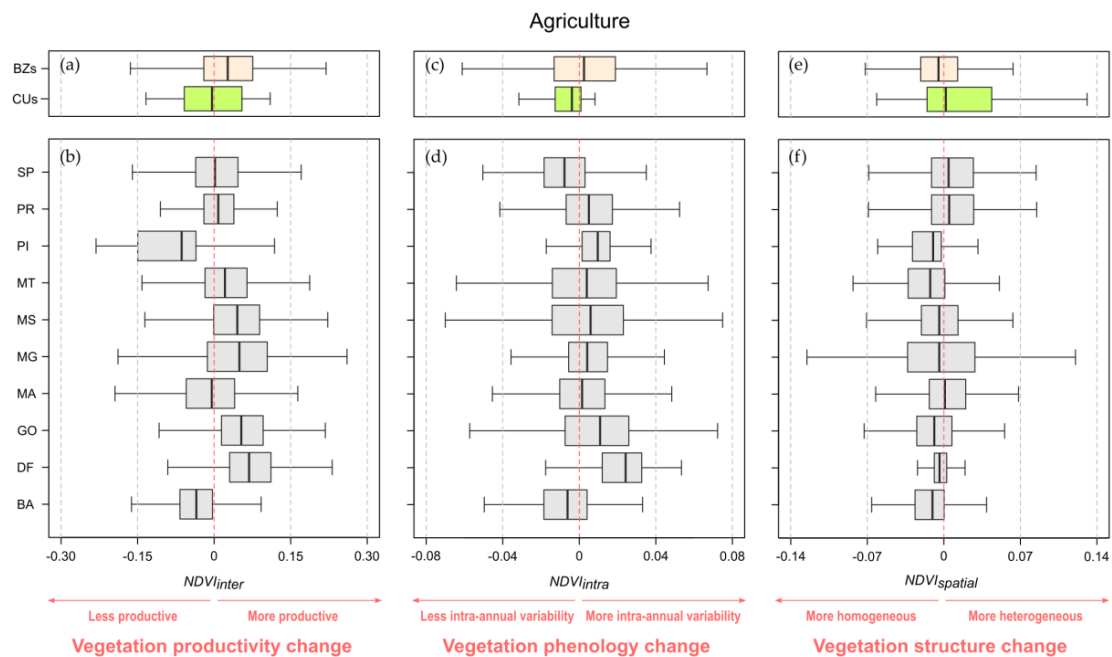 Agriculture
BZs
CUs
(a)
(c)
(e)
(b)
(d)
(f)
SP
PR
PI
MT
MS
MG
MA
GO
DF
BA
-0.30 -0.15 0 0.15 0.30
-0.08 -0.04 0 0.04 0.08
-0.14 -0.07 0 0.07 0.14
NDVIinter
NDVIintra
NDVIspatial
Less productive More productive
Less intra-annual variability More intra-annual variability
More homogeneous More heterogeneous
Vegetation productivity change
Vegetation phenology change
Vegetation structure change